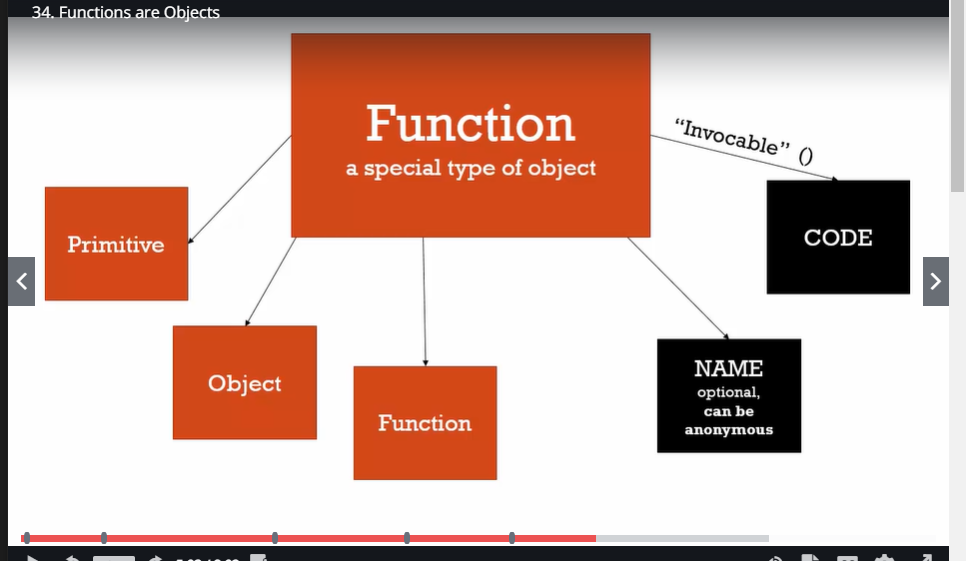 34. Functions are Objects
Function
a special type of object
"Invocable" ()
Primitive
CODE
Object
Function
NAME
optional,
can be
anonymous